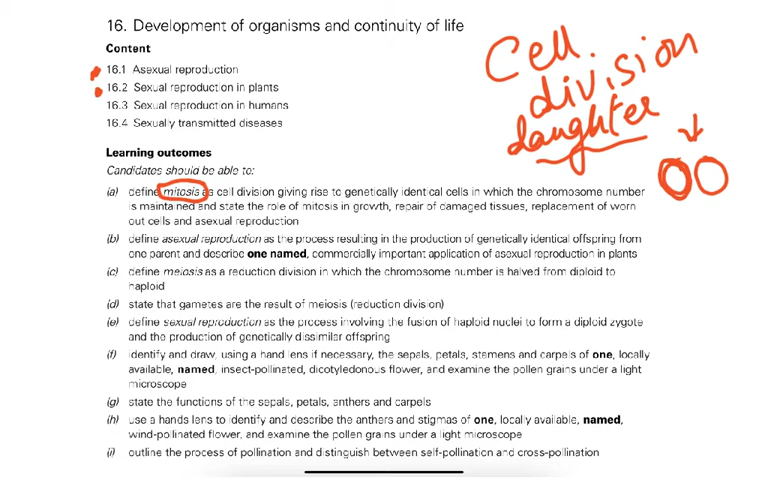 16. Development of organisms and continuity of life
Content
16.1 Asexual reproduction
16.2 Sexual reproduction in plants
16.3 Sexual reproduction in humans
16.4 Sexually transmitted diseases
Cell
division
daughter
Learning outcomes
Candidates should be able to:
(a) define mitosis as cell division giving rise to genetically identical cells in which the chromosome number
is maintained and state the role of mitosis in growth, repair of damaged tissues, replacement of worn
out cells and asexual reproduction
(b) define asexual reproduction as the process resulting in the production of genetically identical offspring from
one parent and describe one named, commercially important application of asexual reproduction in plants
(c) define meiosis as a reduction division in which the chromosome number is halved from diploid to
haploid
(d) state that gametes are the result of meiosis (reduction division)
(e) define sexual reproduction as the process involving the fusion of haploid nuclei to form a diploid zygote
and the production of genetically dissimilar offspring
(f) identify and draw, using a hand lens if necessary, the sepals, petals, stamens and carpels of one, locally
available, named, insect-pollinated, dicotyledonous flower, and examine the pollen grains under a light
microscope
(g) state the functions of the sepals, petals, anthers and carpels
(h) use a hands lens to identify and describe the anthers and stigmas of one, locally available, named,
wind-pollinated flower, and examine the pollen grains under a light microscope
(i) outline the process of pollination and distinguish between self-pollination and cross-pollination